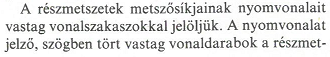 A részmetszetek metszősíkjainak nyomvonalait
vastag vonalszakaszokkal jelöljük. A nyomvonalat
jelző, szögben tört vastag vonaldarabok a részmet-